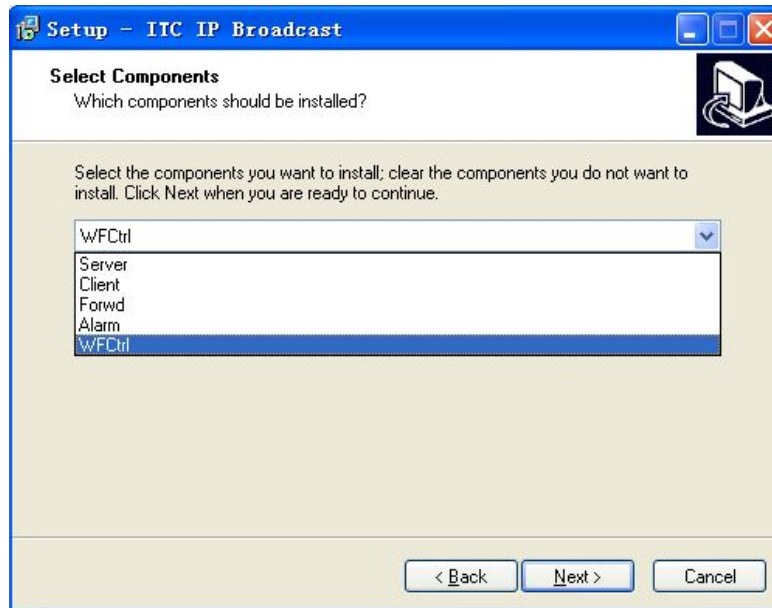 Setup - ITC IP Broadcast
Select Components
Which components should be installed?
Select the components you want to install; clear the components you do not want to
install. Click Next when you are ready to continue.
WFCtrl
Server
Client
Forwd
Alarm
WFCtrl
< Back
Next >
Cancel